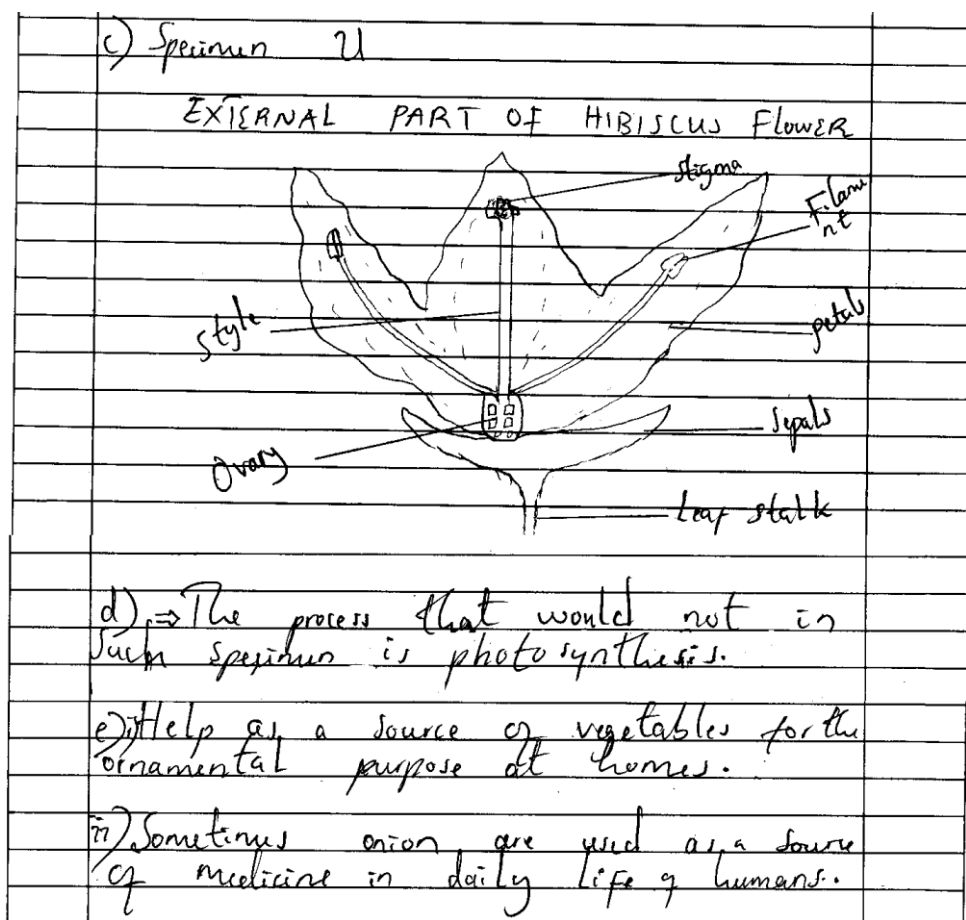 c) Specimen U
EXTERNAL PART OF HIBISCUS FLOWER
stigma
Filame
nt
style
petals
sepals
Ovary
Leaf stalk
d) ⇒ The process that would not in
such specimen is photosynthesis.
e) i) Help as a source of vegetables for the
ornamental purpose at homes.
ii) Sometimes onion are used as a source
of medicine in daily life of humans.